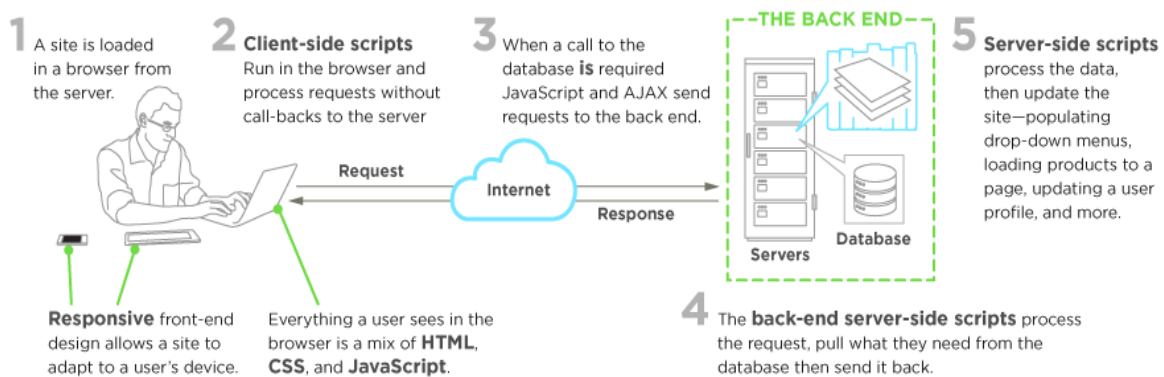 1
A site is loaded
in a browser from
the server.
2
Client-side scripts
Run in the browser and
process requests without
call-backs to the server
3
When a call to the
database is required
JavaScript and AJAX send
requests to the back end.
THE BACK END
5
Server-side scripts
process the data,
then update the
site—populating
drop-down menus,
loading products to a
page, updating a user
profile, and more.
Request
Internet
Response
Servers
Database
Responsive front-end
design allows a site to
adapt to a user's device.
Everything a user sees in the
browser is a mix of HTML,
CSS, and JavaScript.
4
The back-end server-side scripts process
the request, pull what they need from the
database then send it back.